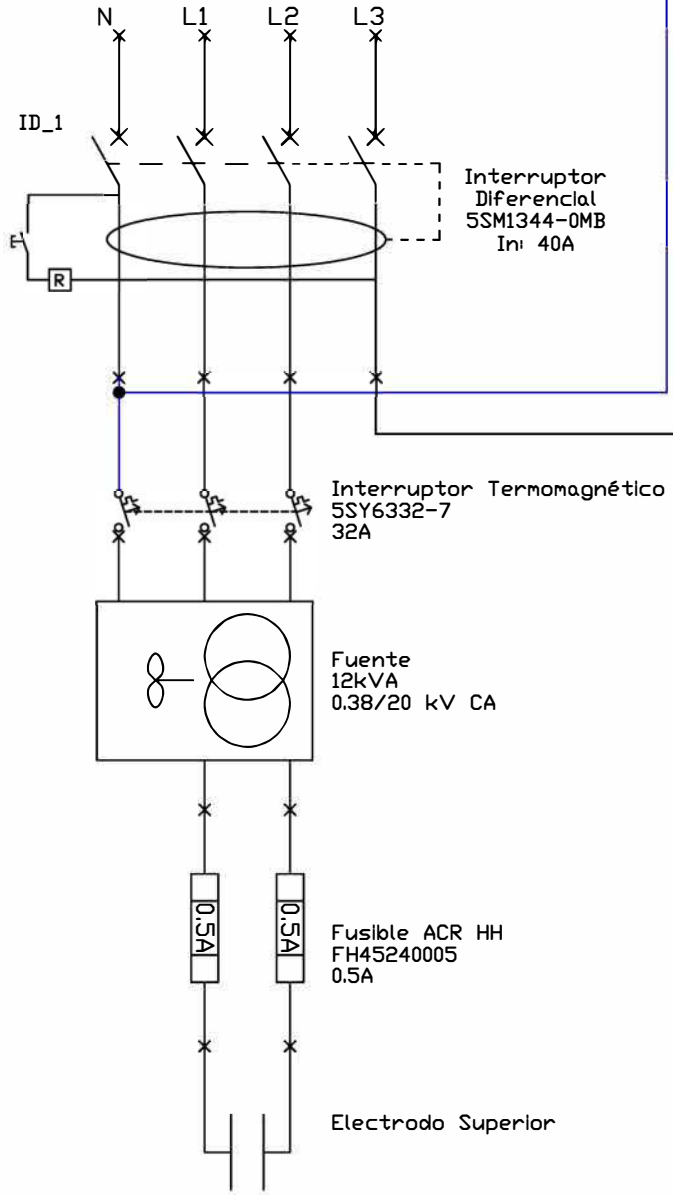 N L1 L2 L3
ID_1
Interruptor
Diferencial
5SM1344-0MB
In: 40A
R
Interruptor Termomagnético
5SY6332-7
32A
Fuente
12kVA
0.38/20 kV CA
0.5A 0.5A
Fusible ACR HH
FH45240005
0.5A
Electrodo Superior